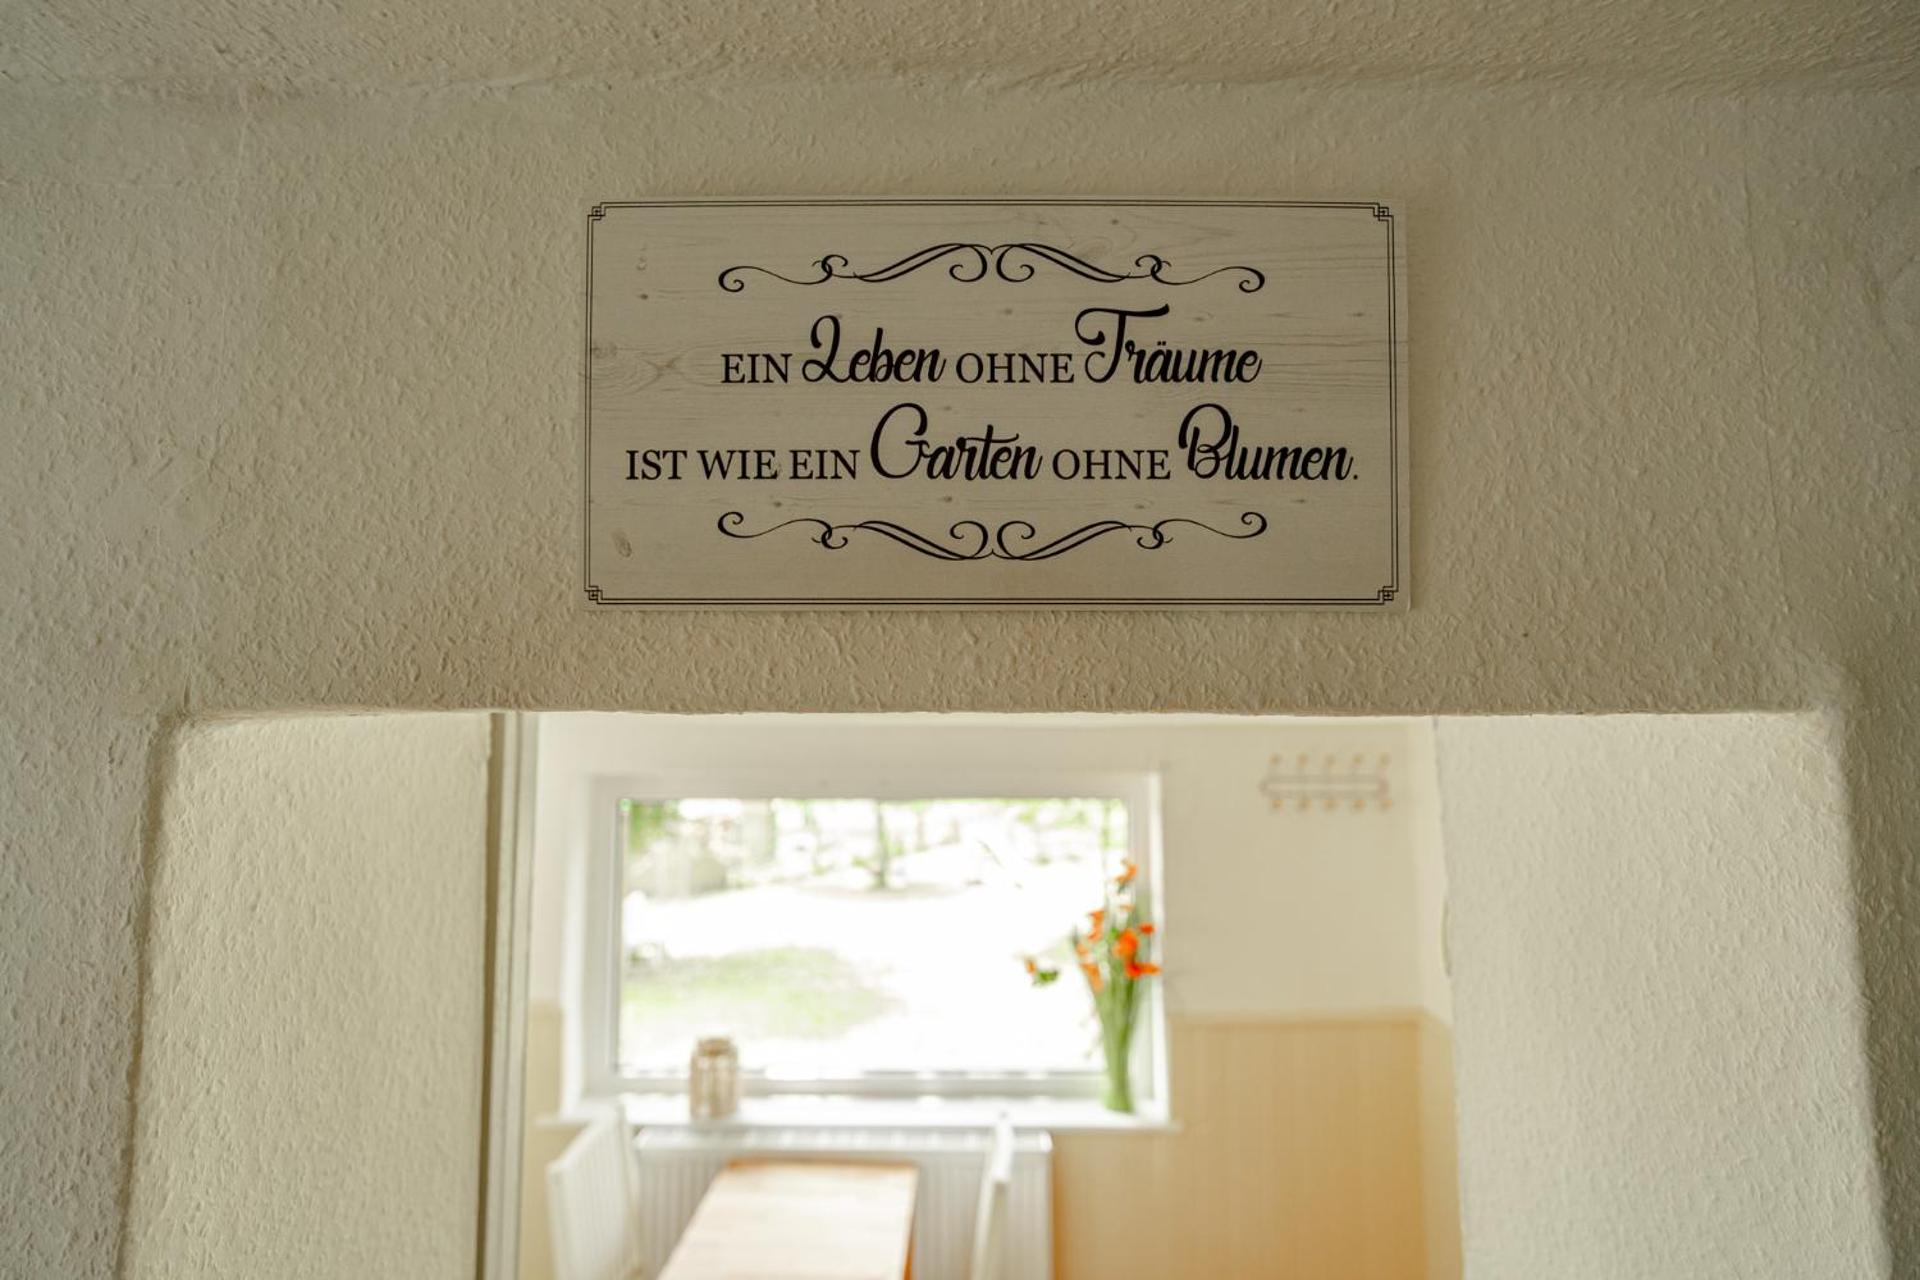 EIN Leben OHNE Träume
IST WIE EIN Garten OHNE Blumen.